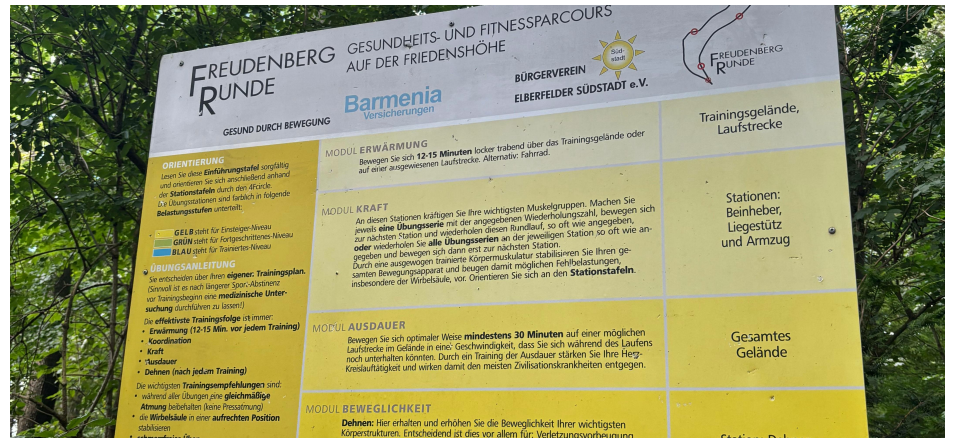 FREUDENBERG
RUNDE
GESUNDHEITS- UND FITNESSPARCOURS
AUF DER FRIEDENSHÖHE
GESUND DURCH BEWEGUNG
Barmenia
Versicherungen
BÜRGERVEREIN
ELBERFELDER SÜDSTADT e.V.
Süd-
stadt
FREUDENBERG
RUNDE
ORIENTIERUNG
Lesen Sie diese Einführungstafel sorgfältig
und orientieren Sie sich anschließend anhand
der Stationstafeln durch den 4Fcircle.
Die Übungsstationen sind farblich in folgende
Belastungsstufen unterteilt:
GELB steht für Einsteiger-Niveau
GRÜN steht für Fortgeschrittenes-Niveau
BLAU steht für Trainiertes-Niveau
ÜBUNGSANLEITUNG
Sie entscheiden über Ihren eigenen Trainingsplan.
(Sinnvoll ist es nach längerer Sport-Abstinenz
vor Trainingsbeginn eine medizinische Unter-
suchung durchführen zu lassen!)
Die effektivste Trainingsfolge ist immer:
• Erwärmung (12-15 Min. vor jedem Training)
• Koordination
• Kraft
• Ausdauer
• Dehnen (nach jedem Training)
Die wichtigsten Trainingsempfehlungen sind:
• während aller Übungen eine gleichmäßige
Atmung beibehalten (keine Pressatmung)
• die Wirbelsäule in einer aufrechten Position
stabilisieren
MODUL ERWÄRMUNG
Bewegen Sie sich 12-15 Minuten locker trabend über das Trainingsgelände oder
auf einer ausgewiesenen Laufstrecke. Alternativ: Fahrrad.
Trainingsgelände,
Laufstrecke
MODUL KRAFT
An diesen Stationen kräftigen Sie Ihre wichtigsten Muskelgruppen. Machen Sie
jeweils eine Übungsserie mit der angegebenen Wiederholungszahl, bewegen sich
zur nächsten Station und wiederholen diesen Rundlauf, so oft wie angegeben,
oder wiederholen Sie alle Übungsserien an der jeweiligen Station so oft wie an-
gegeben und bewegen sich dann erst zur nächsten Station.
Durch eine ausgewogen trainierte Körpermuskulatur stabilisieren Sie Ihren ge-
samten Bewegungsapparat und beugen damit möglichen Fehlbelastungen,
insbesondere der Wirbelsäule, vor. Orientieren Sie sich an den Stationstafeln.
Stationen:
Beinheber,
Liegestütz
und Armzug
MODUL AUSDAUER
Bewegen Sie sich optimaler Weise mindestens 30 Minuten auf einer möglichen
Laufstrecke im Gelände in einer Geschwindigkeit, dass Sie sich während des Laufens
noch unterhalten könnten. Durch ein Training der Ausdauer stärken Sie Ihre Herz-
Kreislauftätigkeit und wirken damit den meisten Zivilisationskrankheiten entgegen.
Gesamtes
Gelände
MODUL BEWEGLICHKEIT
Dehnen: Hier erhalten und erhöhen Sie die Beweglichkeit Ihrer wichtigsten
Körperstrukturen. Entscheidend ist dies vor allem für: Verletzungsvorbeugung